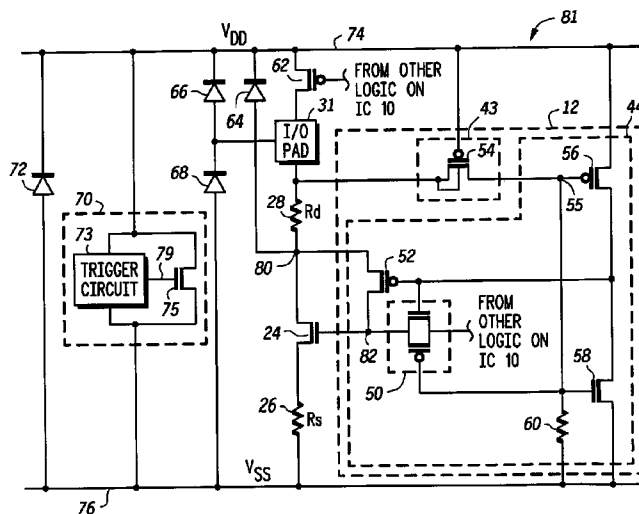 V_DD
74
81
62
FROM OTHER
LOGIC ON
IC 10
43
12
44
66
64
31
I/O
PAD
54
56
55
72
68
28
Rd
70
73
TRIGGER
CIRCUIT
79
75
80
52
FROM
OTHER
LOGIC ON
IC 10
24
82
58
50
26
Rs
60
V_SS
76